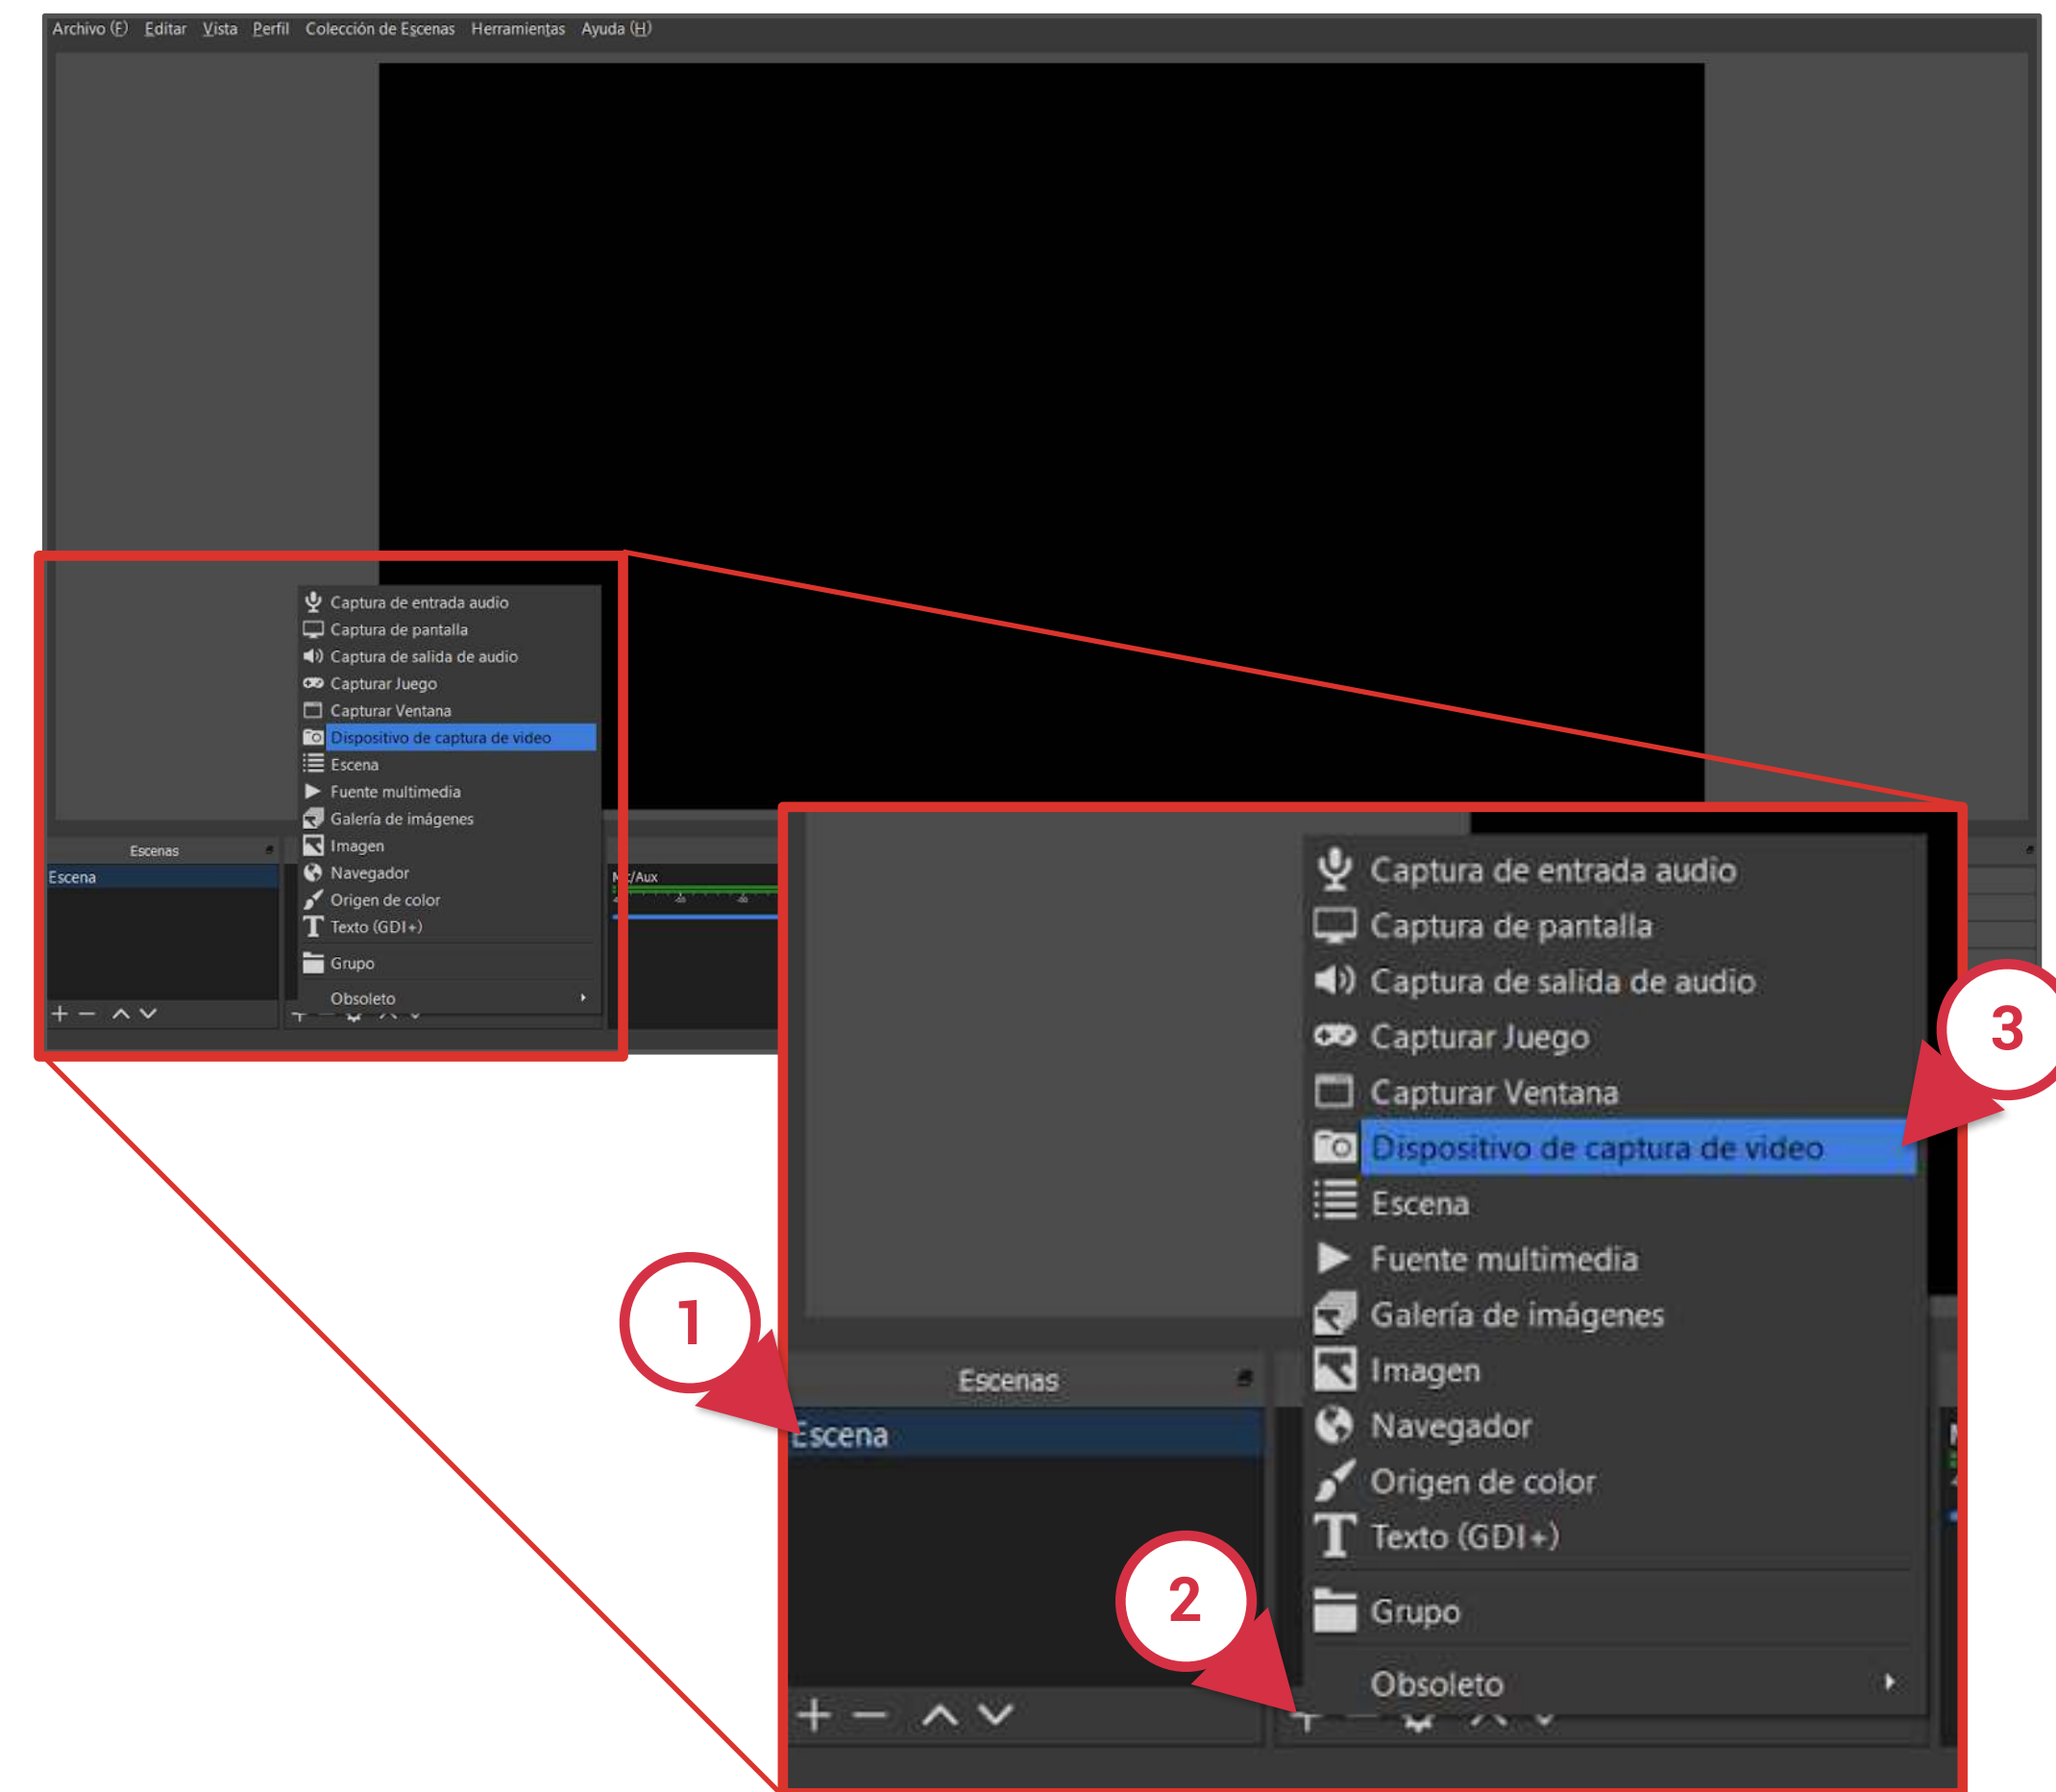 Archivo (F) Editar Vista Perfil Colección de Escenas Herramientas Ayuda (H)
Captura de entrada audio
Captura de pantalla
Captura de salida de audio
Capturar Juego
Capturar Ventana
Dispositivo de captura de video
Escena
Fuente multimedia
Galería de imágenes
Imagen
Navegador
Origen de color
Texto (GDI+)
Grupo
Obsoleto
Escenas
Escena
Captura de entrada audio
Captura de pantalla
Captura de salida de audio
Capturar Juego
Capturar Ventana
Dispositivo de captura de video
Escena
Fuente multimedia
Galería de imágenes
Imagen
Navegador
Origen de color
Texto (GDI+)
Grupo
Obsoleto
Escenas
Escena
1
2
3